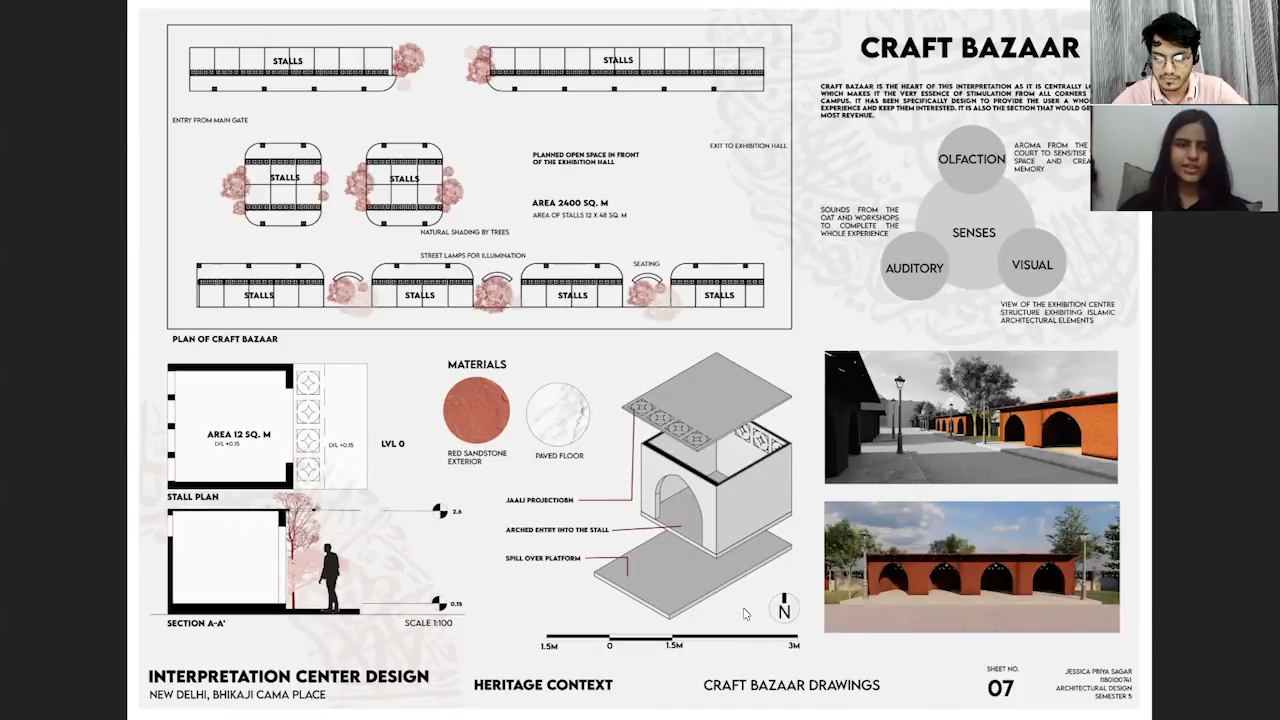 STALLS
STALLS
ENTRY FROM MAIN GATE
EXIT TO EXHIBITION HALL
PLANNED OPEN SPACE IN FRONT
OF THE EXHIBITION HALL
STALLS
STALLS
AREA 2400 SQ. M
AREA OF STALLS 12 X 48 SQ. M
NATURAL SHADING BY TREES
STREET LAMPS FOR ILLUMINATION
SEATING
STALLS
STALLS
STALLS
STALLS
PLAN OF CRAFT BAZAAR
CRAFT BAZAAR
CRAFT BAZAAR IS THE HEART OF THIS INTERPRETATION AS IT IS CENTRALLY
WHICH MAKES IT THE VERY ESSENCE OF STIMULATION FROM ALL CORNERS
CAMPUS. IT HAS BEEN SPECIFICALLY DESIGN TO PROVIDE THE USER A
EXPERIENCE AND KEEP THEM INTERESTED. IT IS ALSO THE SECTION THAT WOULD
MOST REVENUE.
OLFACTION
AROMA FROM THE
COURT TO SENSITISE
SPACE AND
MEMORY
SOUNDS FROM THE
OAT AND WORKSHOPS
TO COMPLETE THE
WHOLE EXPERIENCE
SENSES
AUDITORY
VISUAL
VIEW OF THE EXHIBITION CENTRE
STRUCTURE EXHIBITING ISLAMIC
ARCHITECTURAL ELEMENTS
AREA 12 SQ. M
LVL +0.15
LVL +0.15
LVL 0
STALL PLAN
MATERIALS
RED SANDSTONE
EXTERIOR
PAVED FLOOR
JAALI PROJECTIOBN
ARCHED ENTRY INTO THE STALL
SPILL OVER PLATFORM
2.6
0.15
SECTION A-A'
SCALE 1:100
N
1.5M 0 1.5M 3M
INTERPRETATION CENTER DESIGN
NEW DELHI, BHIKAJI CAMA PLACE
HERITAGE CONTEXT
CRAFT BAZAAR DRAWINGS
SHEET NO.
07
JESSICA PRIYA SAGAR
1180100741
ARCHITECTURAL DESIGN
SEMESTER 5